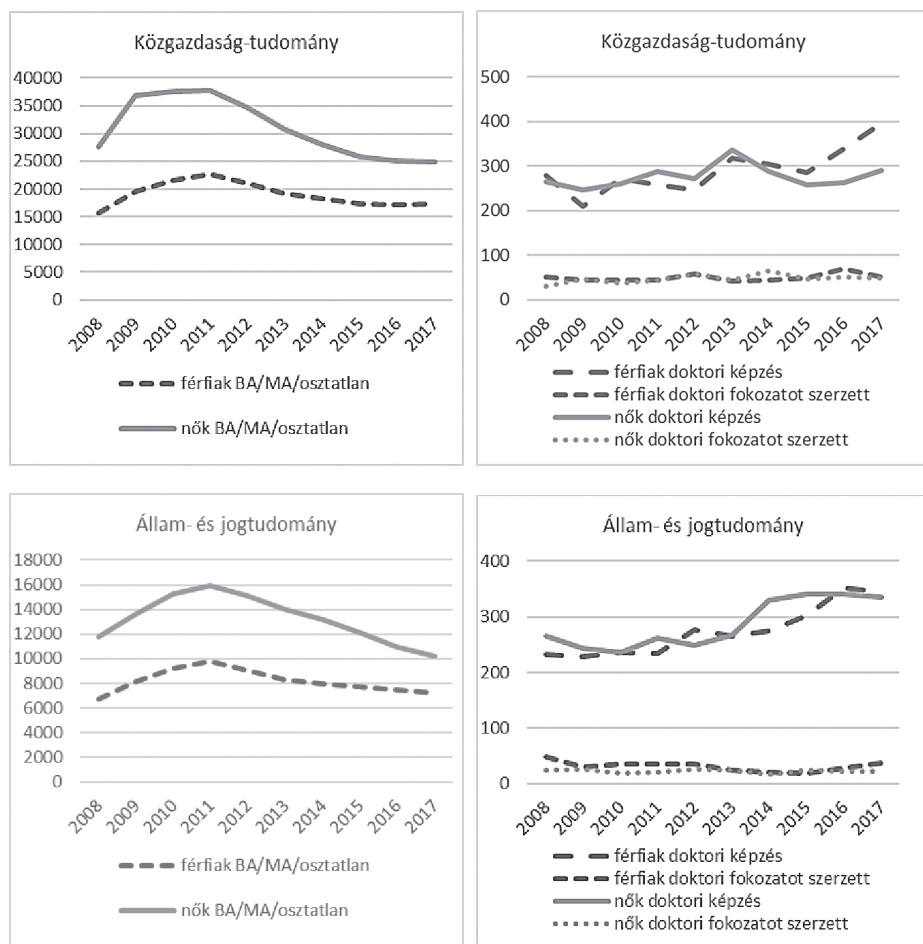 Közgazdaság-tudomány
40000
35000
30000
25000
20000
15000
10000
5000
0
2008 2009 2010 2011 2012 2013 2014 2015 2016 2017
férfiak BA/MA/osztatlan
nők BA/MA/osztatlan
Közgazdaság-tudomány
500
400
300
200
100
0
2008 2009 2010 2011 2012 2013 2014 2015 2016 2017
férfiak doktori képzés
férfiak doktori fokozatot szerzett
nők doktori képzés
nők doktori fokozatot szerzett
Állam- és jogtudomány
18000
16000
14000
12000
10000
8000
6000
4000
2000
0
2008 2009 2010 2011 2012 2013 2014 2015 2016 2017
férfiak BA/MA/osztatlan
nők BA/MA/osztatlan
Állam- és jogtudomány
400
300
200
100
0
2008 2009 2010 2011 2012 2013 2014 2015 2016 2017
férfiak doktori képzés
férfiak doktori fokozatot szerzett
nők doktori képzés
nők doktori fokozatot szerzett